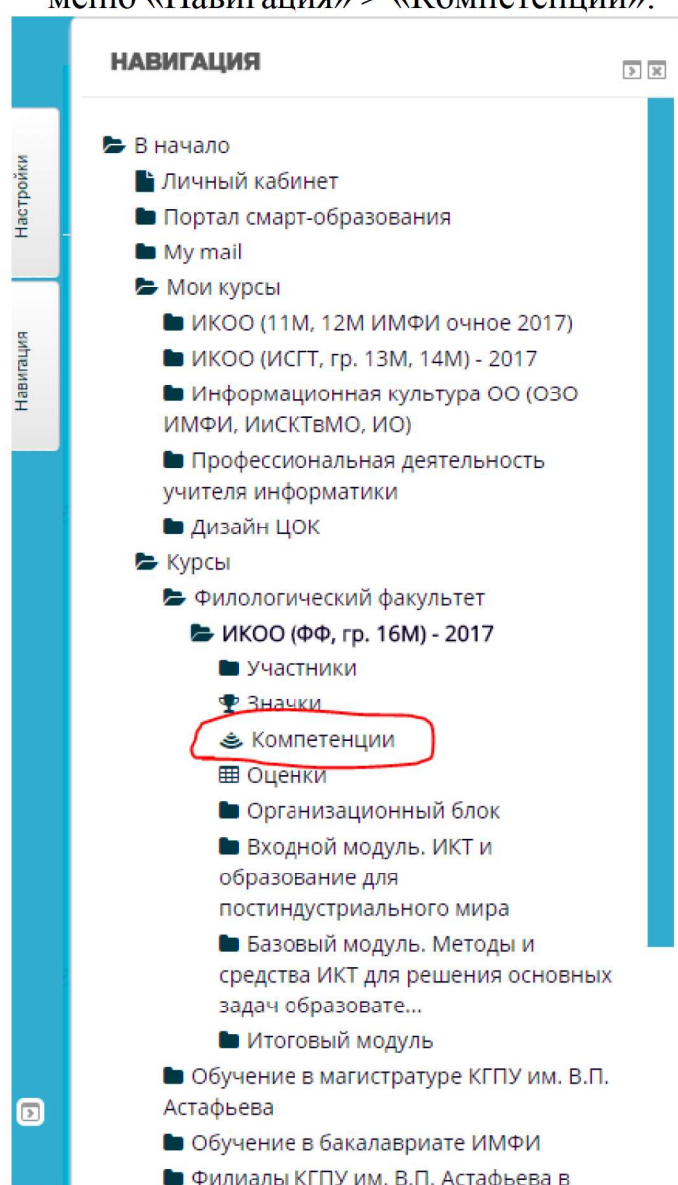 меню «Навигация» > «Компетенции».
НАВИГАЦИЯ
Настройки
Навигация
В начало
Личный кабинет
Портал смарт-образования
My mail
Мои курсы
ИКОО (11М, 12М ИМФИ очное 2017)
ИКОО (ИСГТ, гр. 13М, 14М) - 2017
Информационная культура ОО (ОЗО
ИМФИ, ИиСКТвМО, ИО)
Профессиональная деятельность
учителя информатики
Дизайн ЦОК
Курсы
Филологический факультет
ИКОО (ФФ, гр. 16М) - 2017
Участники
Значки
Компетенции
Оценки
Организационный блок
Входной модуль. ИКТ и
образование для
постиндустриального мира
Базовый модуль. Методы и
средства ИКТ для решения основных
задач образовате...
Итоговый модуль
Обучение в магистратуре КГПУ им. В.П.
Астафьева
Обучение в бакалавриате ИМФИ
Филиалы КГПУ им. В.П. Астафьева в